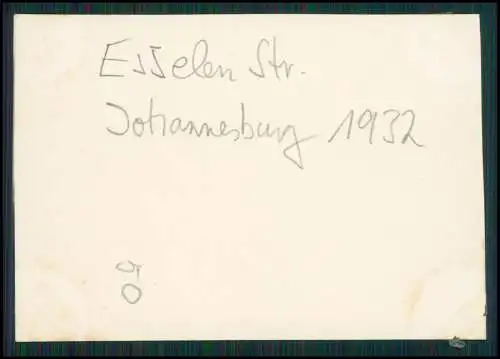 Esselen Str.
Johannesburg 1932